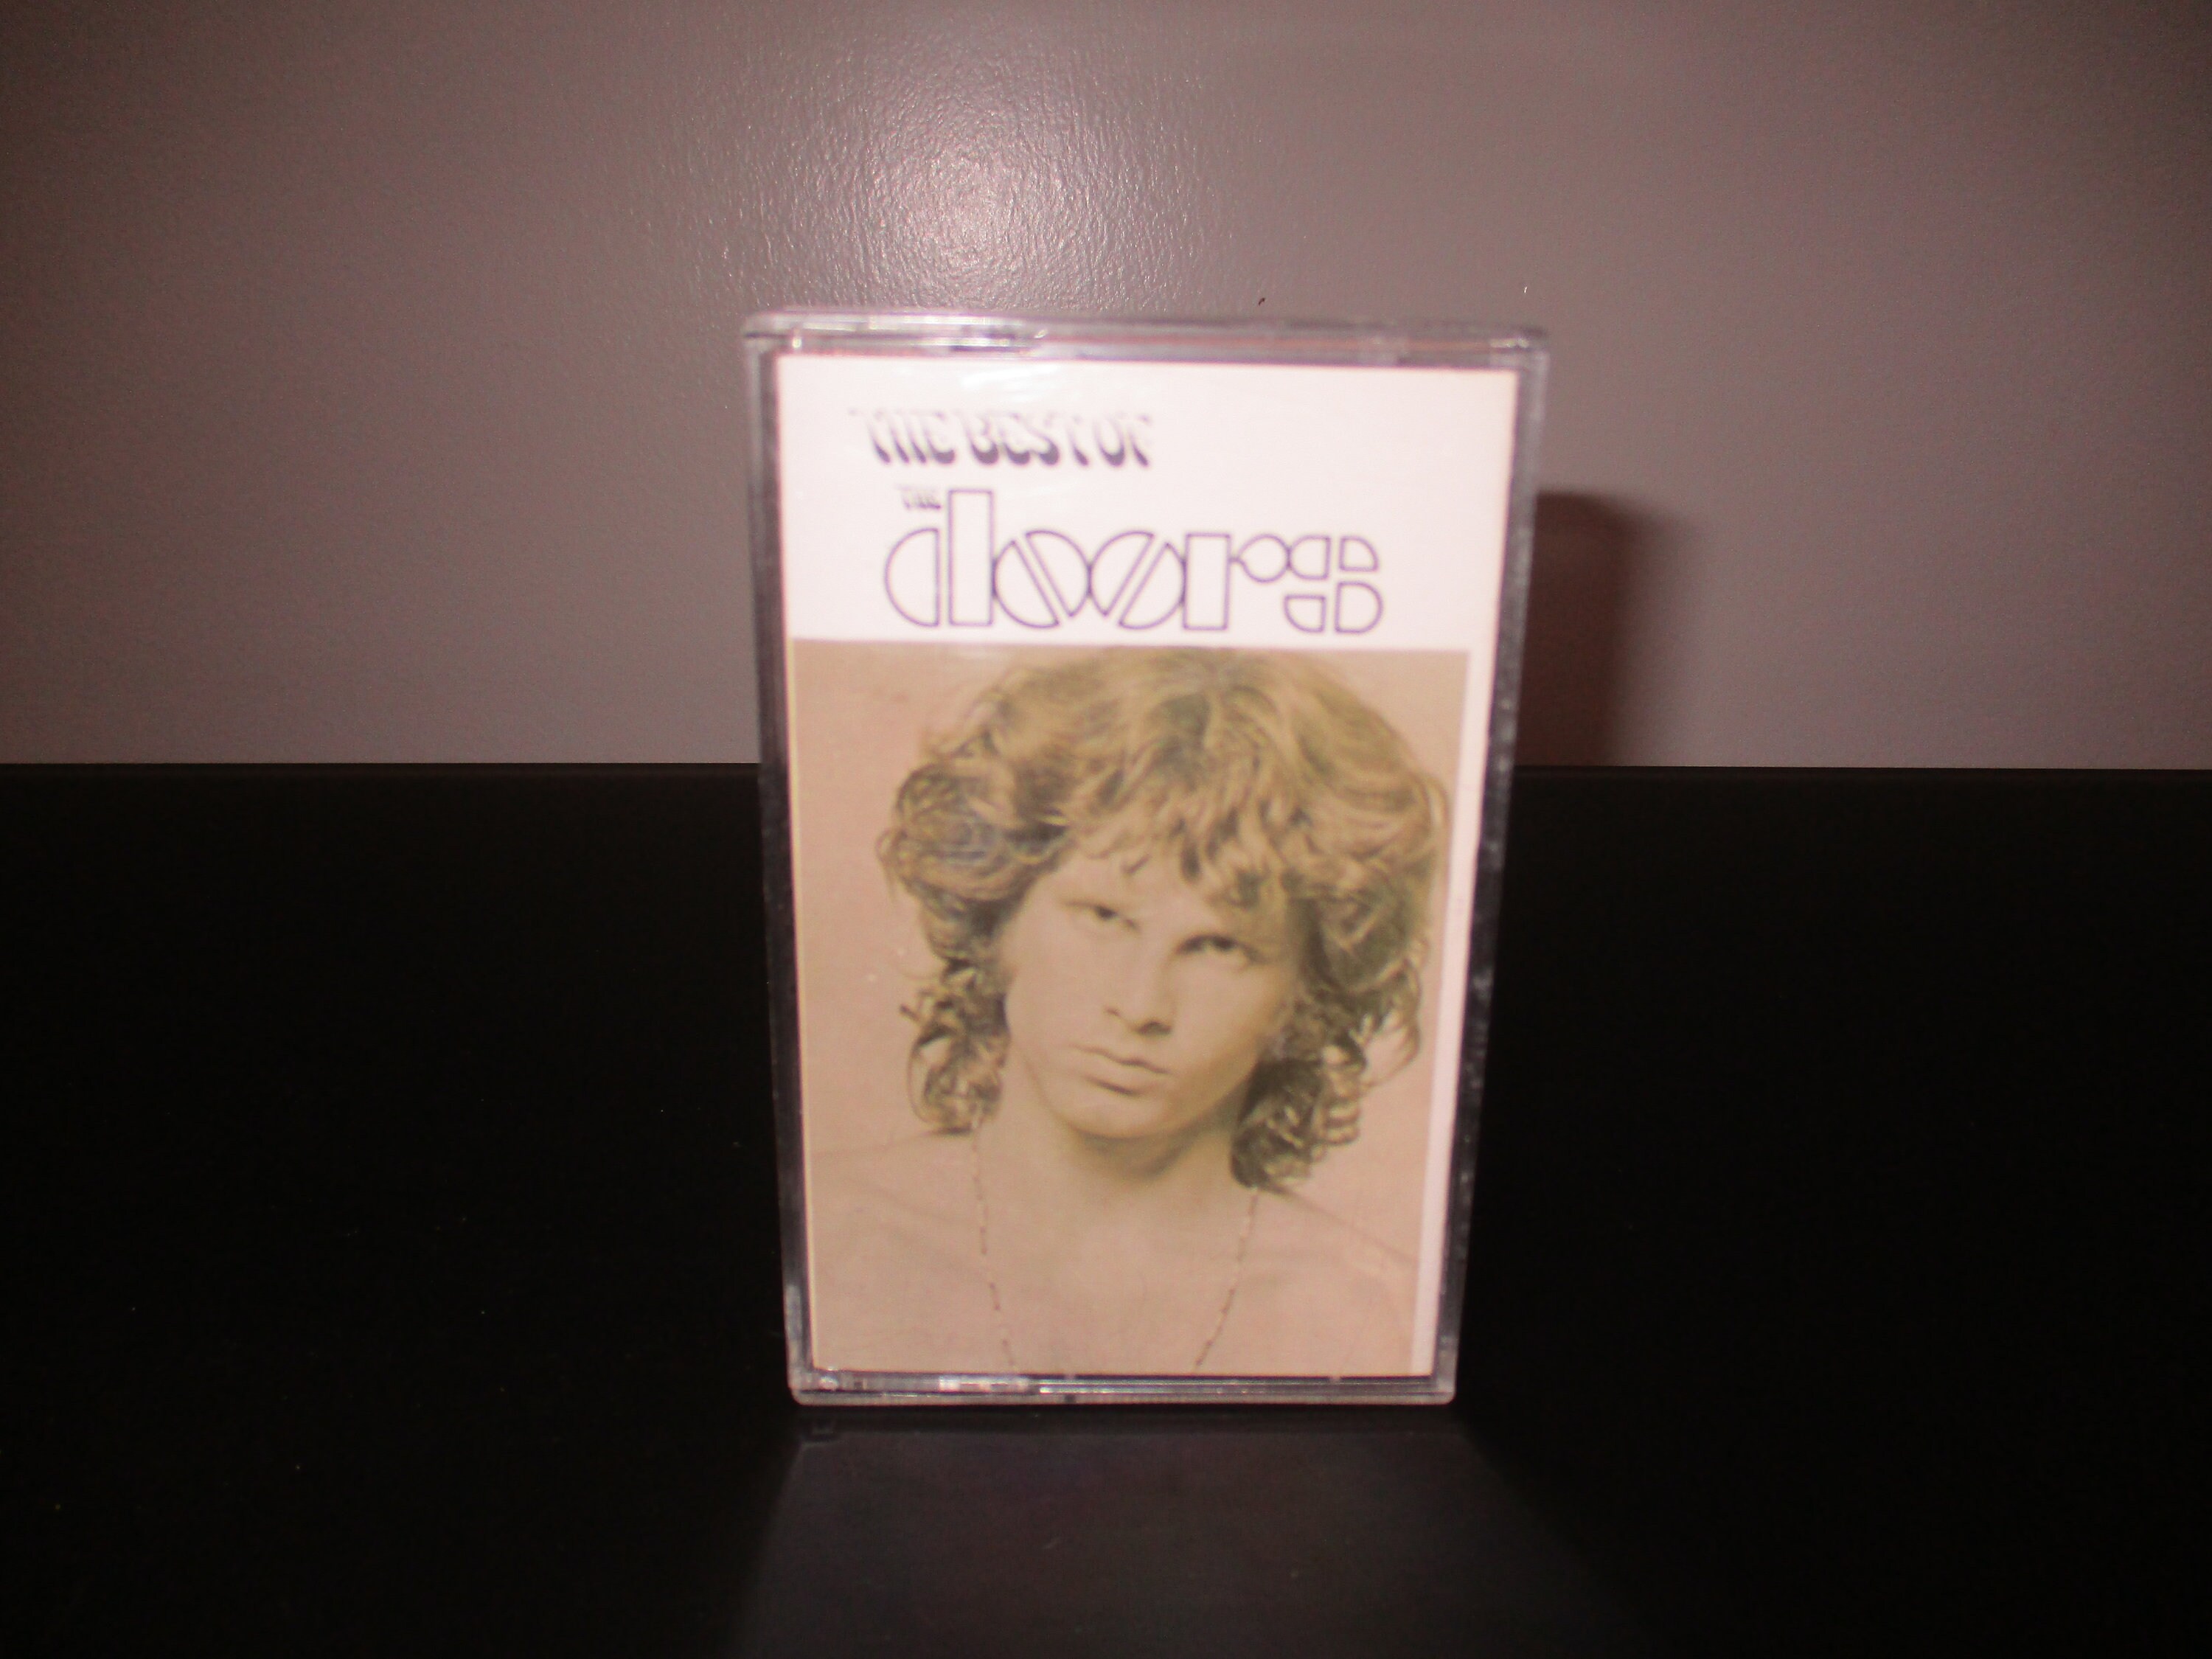 THE BEST OF
THE
doors